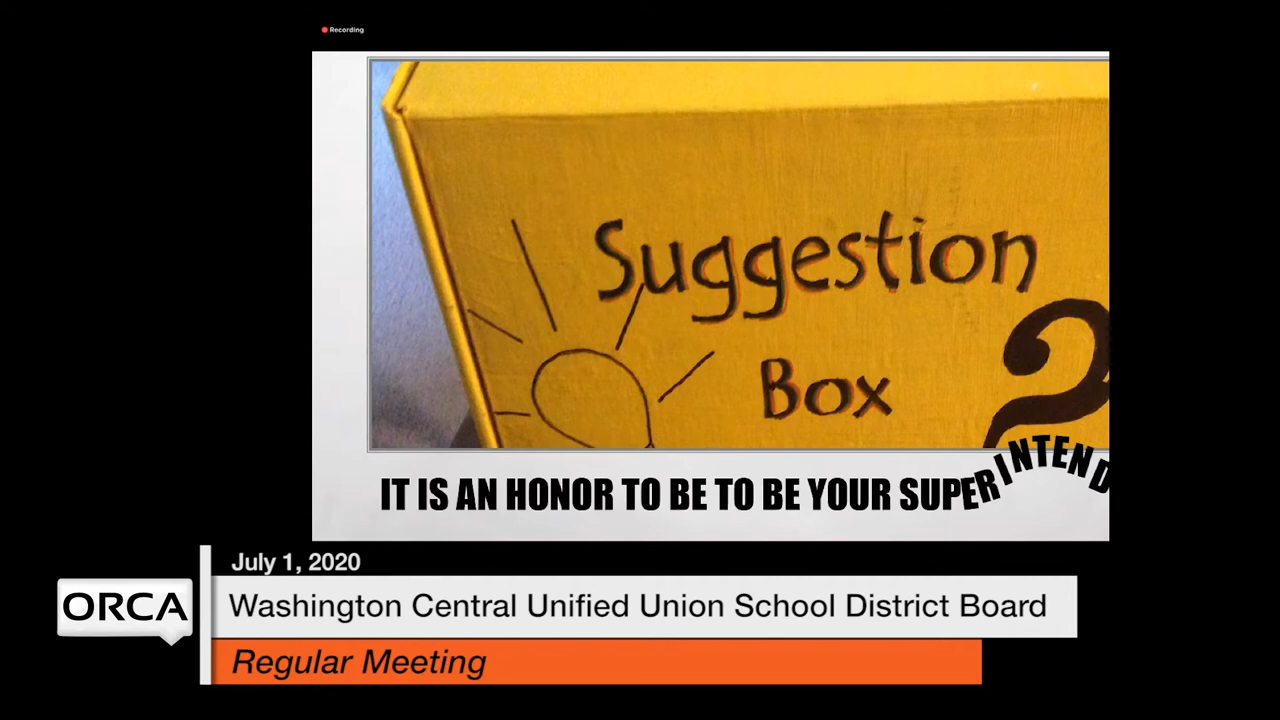 Recording
Suggestion
Box
?
IT IS AN HONOR TO BE TO BE YOUR SUPERINTEND
July 1, 2020
ORCA
Washington Central Unified Union School District Board
Regular Meeting